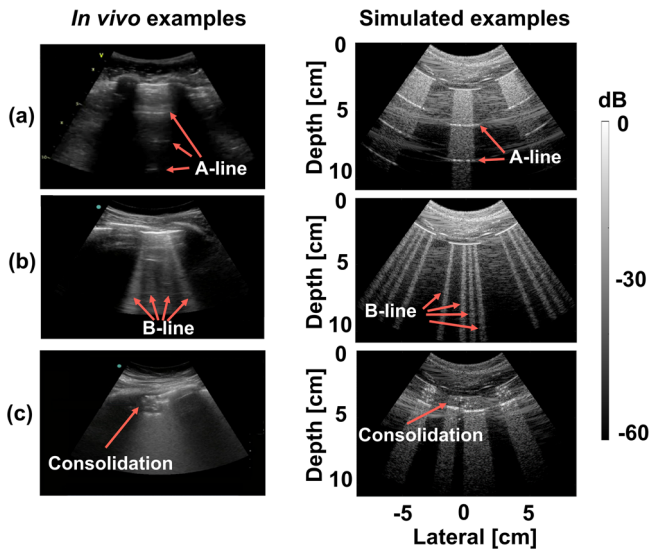 In vivo examples
Simulated examples
(a)
A-line
Depth [cm]
0
5
10
A-line
(b)
B-line
Depth [cm]
0
5
10
B-line
(c)
Consolidation
Depth [cm]
0
5
10
Consolidation
-5
0
5
Lateral [cm]
dB
0
-30
-60